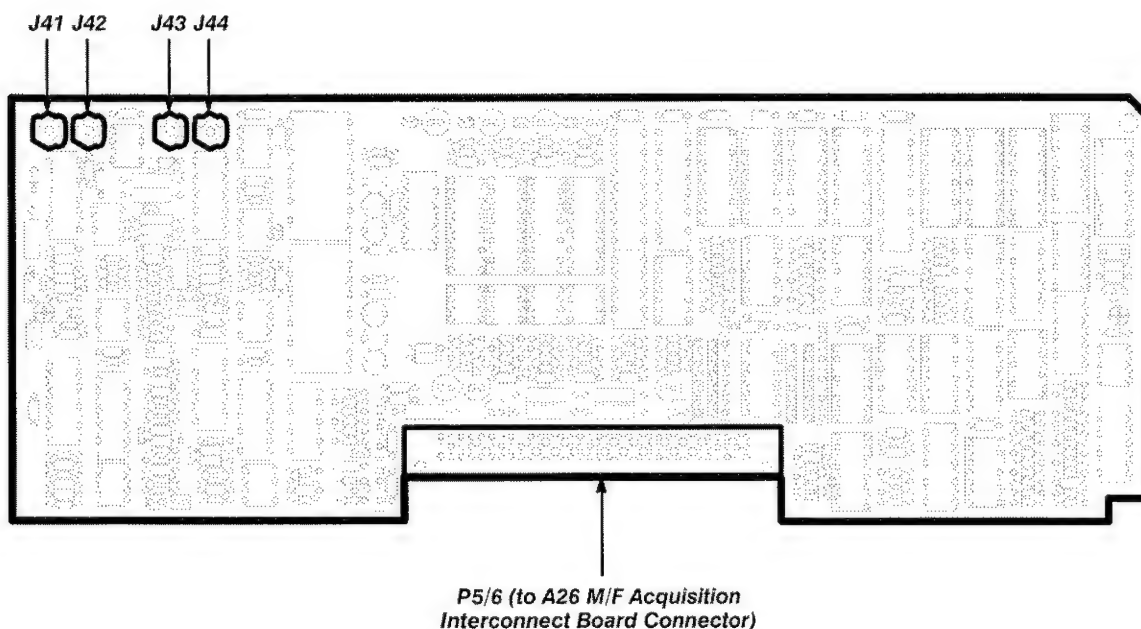 J41 J42 J43 J44
P5/6 (to A26 M/F Acquisition
Interconnect Board Connector)